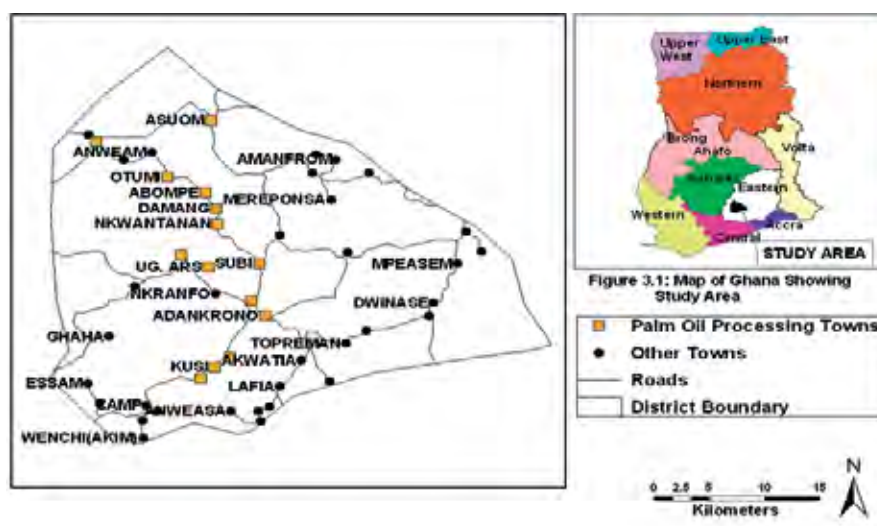 ASUOM
ANWEAM
AMANFROM
OTUMI
ABOMPE
MEREPONSA
DAMANG
NKWANTANAN
UG. ARS
SUBI
MPEASEM
NKRANFO
DWINASE
ADANKRONO
GHAHA
TOPREMAN
AKWATIA
KUSI
ESSAM
LAFIA
ANWEASA
WENCHI(AKIM)
Upper West
Upper East
Northern
Brong
Ahafo
Volta
Eastern
Western
Accra
Central
STUDY AREA
Figure 3.1: Map of Ghana Showing
Study Area
Palm Oil Processing Towns
Other Towns
Roads
District Boundary
N
0 2.5 5 10 15
Kilometers